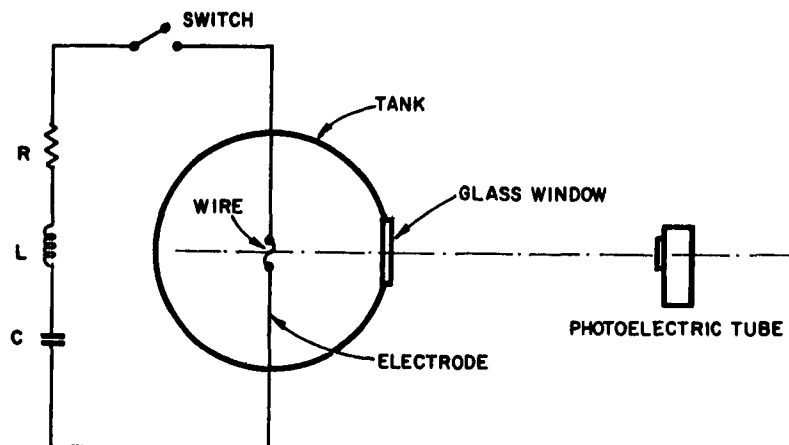 SWITCH
TANK
R
GLASS WINDOW
WIRE
L
PHOTOELECTRIC TUBE
C
ELECTRODE